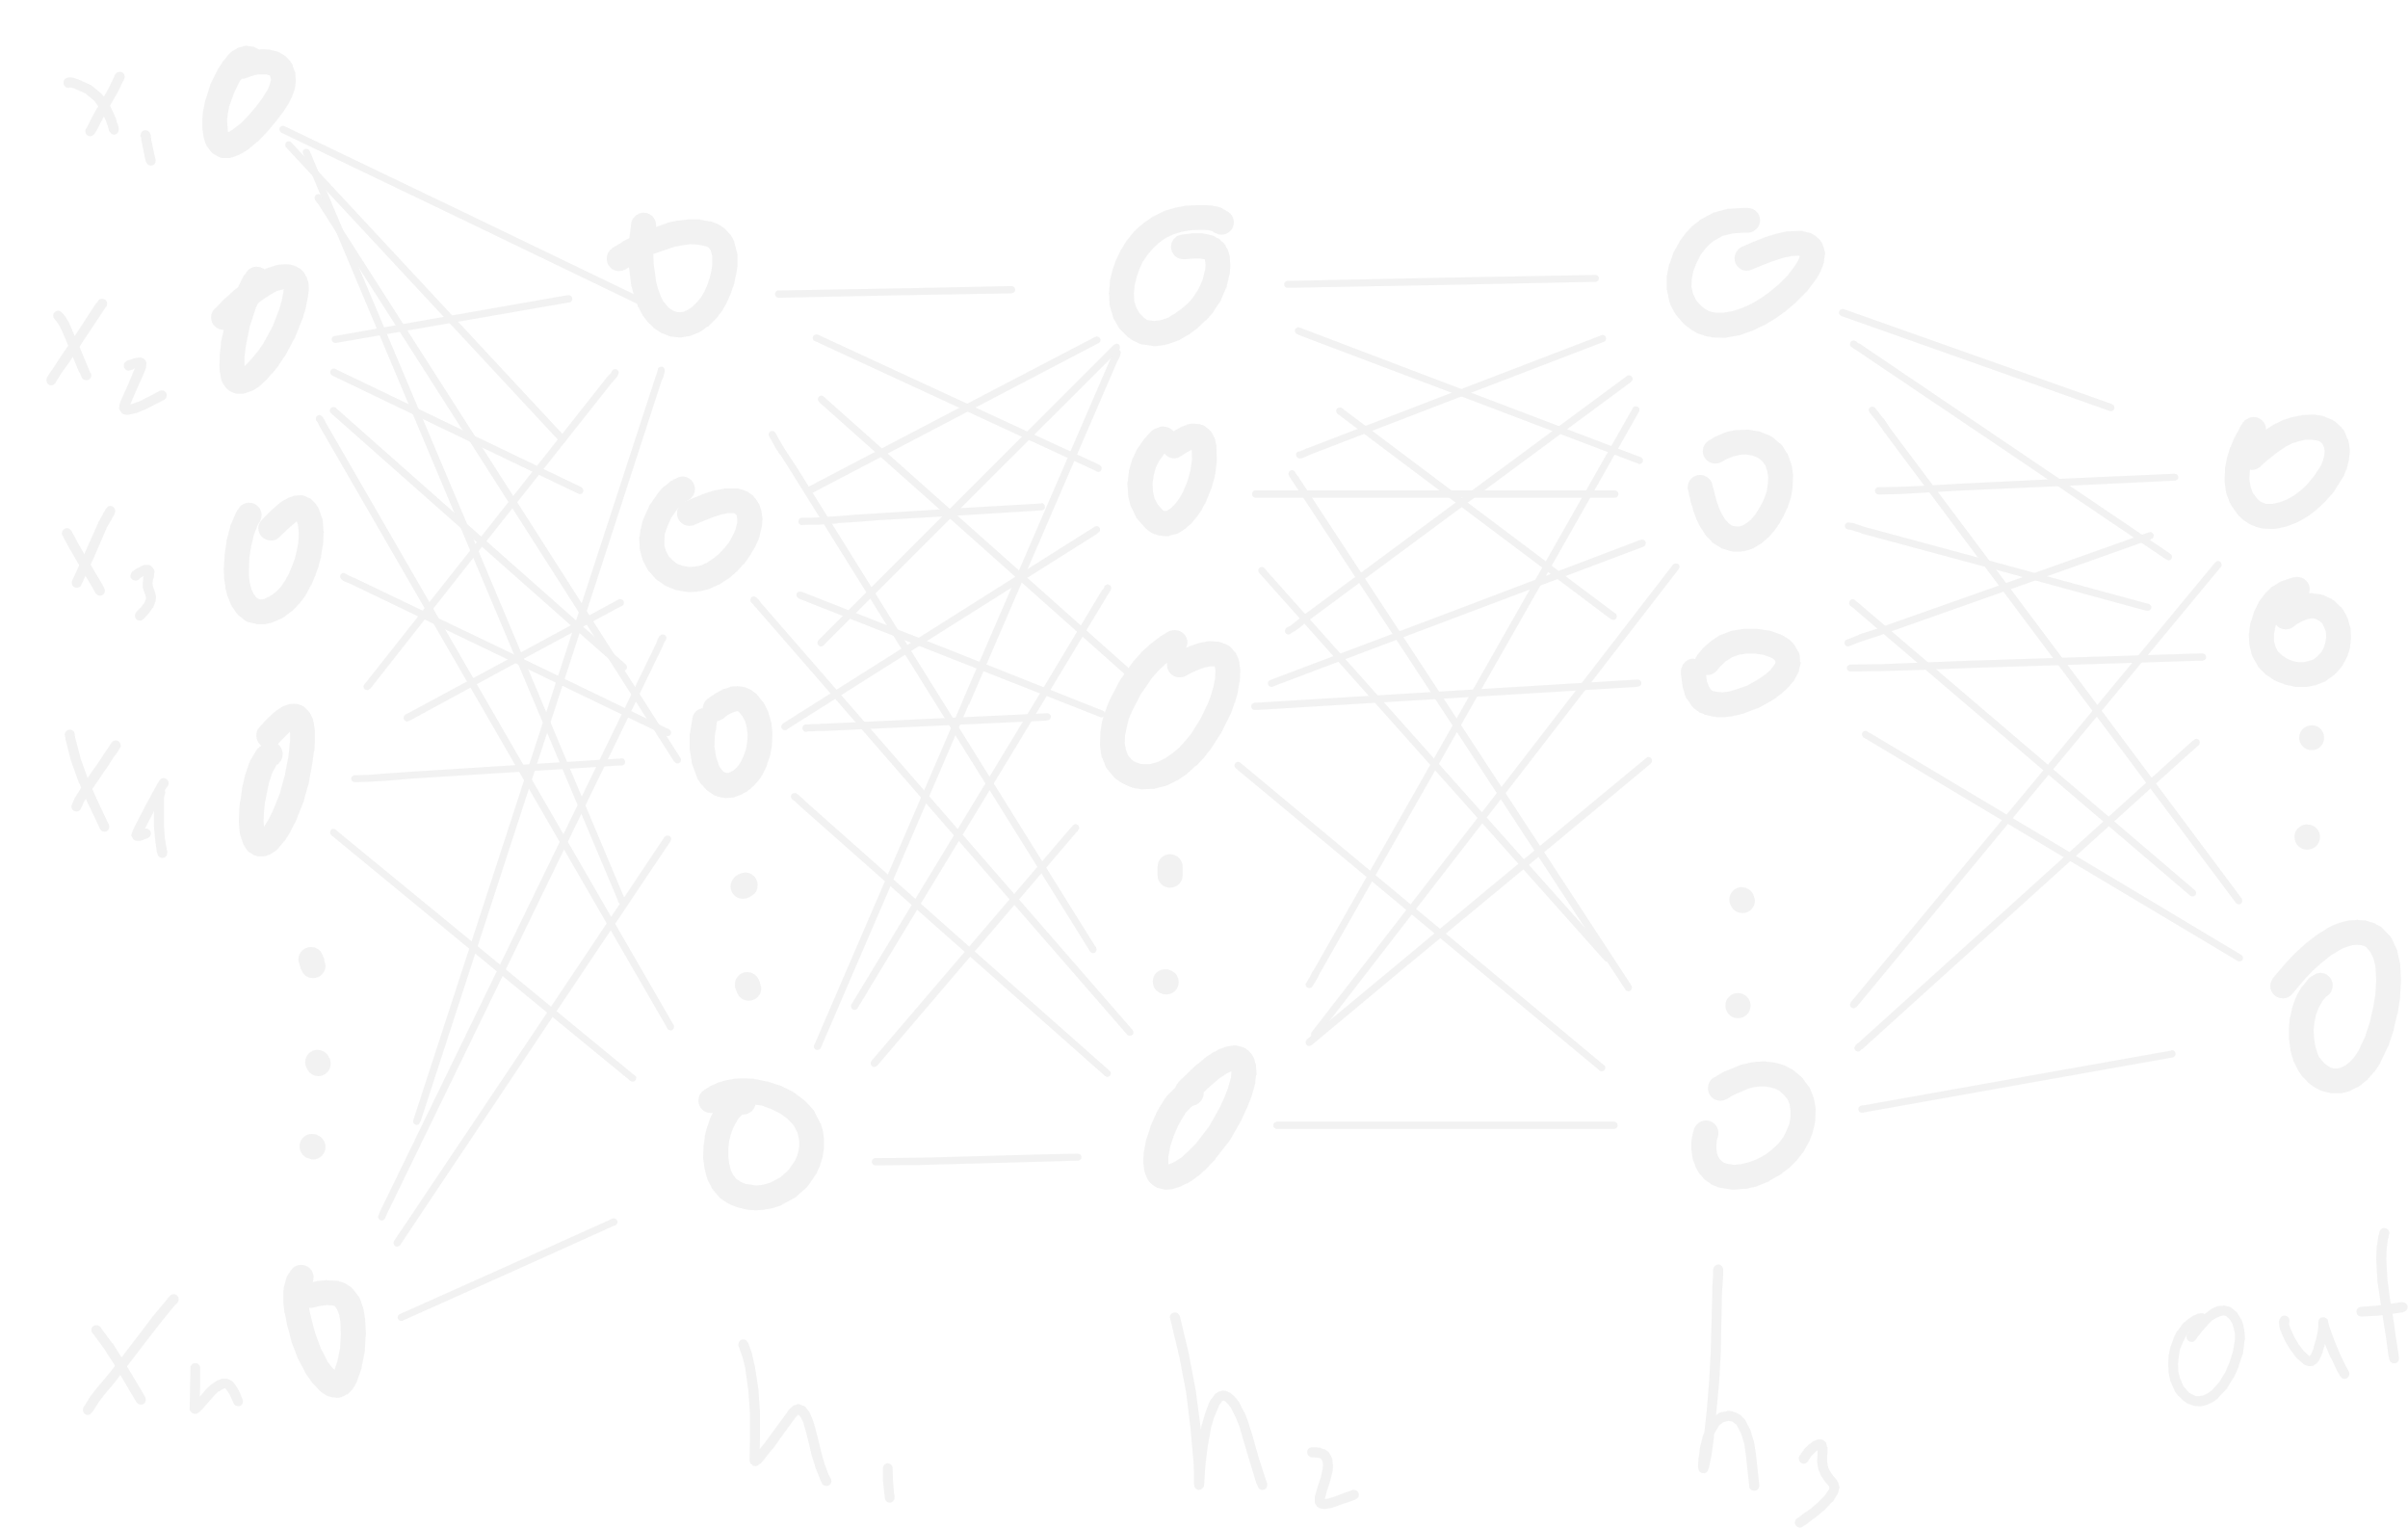 x₁
x₂
x₃
x₄
xₙ
h₁
h₂
h₃
out